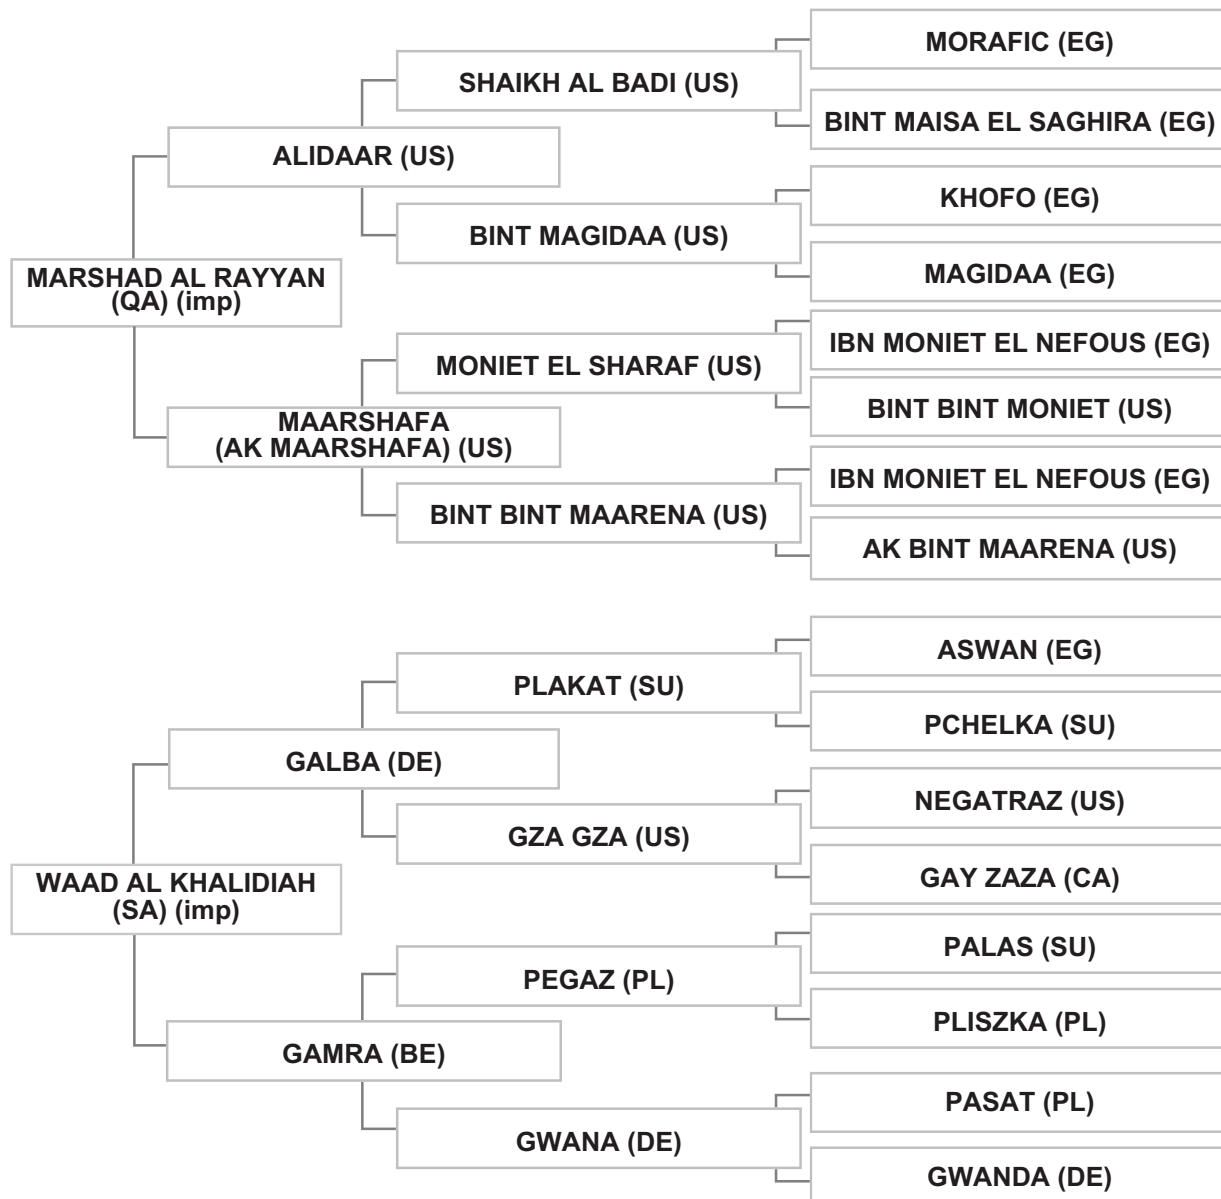 MORAFIC (EG)
SHAIKH AL BADI (US)
BINT MAISA EL SAGHIRA (EG)
ALIDAAR (US)
KHOFO (EG)
BINT MAGIDAA (US)
MAGIDAA (EG)
MARSHAD AL RAYYAN
(QA) (imp)
IBN MONIET EL NEFOUS (EG)
MONIET EL SHARAF (US)
BINT BINT MONIET (US)
MAARSHAFA
(AK MAARSHAFA) (US)
IBN MONIET EL NEFOUS (EG)
BINT BINT MAARENA (US)
AK BINT MAARENA (US)
ASWAN (EG)
PLAKAT (SU)
PCHELKA (SU)
GALBA (DE)
NEGATRAZ (US)
GZA GZA (US)
GAY ZAZA (CA)
WAAD AL KHALIDIAH
(SA) (imp)
PALAS (SU)
PEGAZ (PL)
PLISZKA (PL)
GAMRA (BE)
PASAT (PL)
GWANA (DE)
GWANDA (DE)